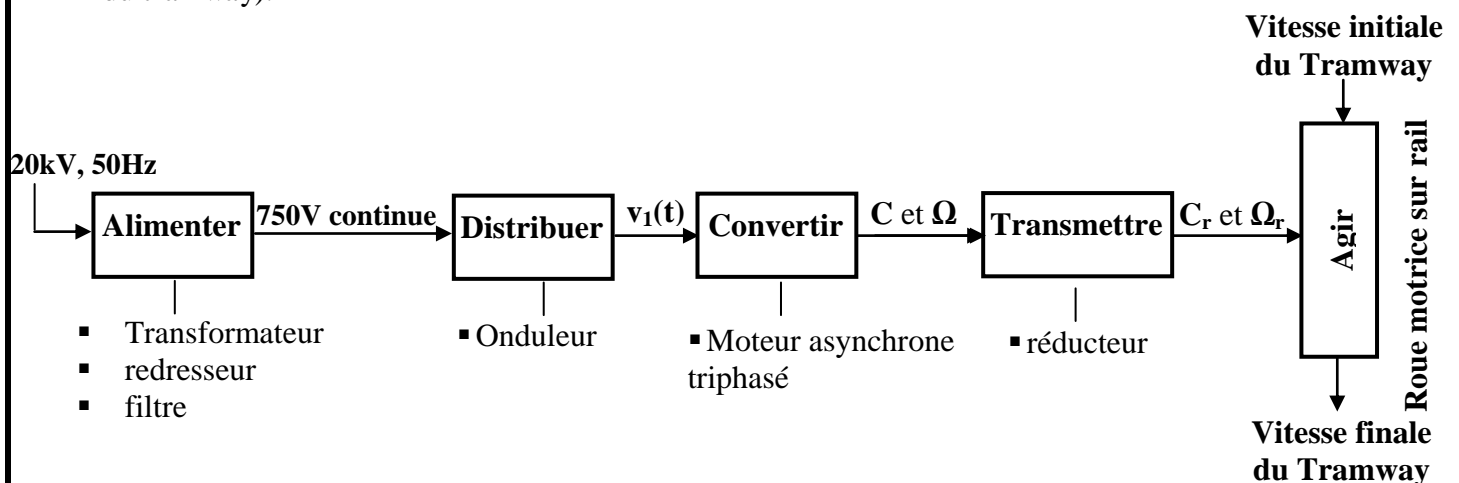 Vitesse initiale
du Tramway
20kV, 50Hz
Alimenter
750V continue
Distribuer
v₁(t)
Convertir
C et Ω
Transmettre
Cᵣ et Ωᵣ
Agir
Roue motrice sur rail
▪ Transformateur
▪ redresseur
▪ filtre
▪ Onduleur
▪ Moteur asynchrone
triphasé
▪ réducteur
Vitesse finale
du Tramway